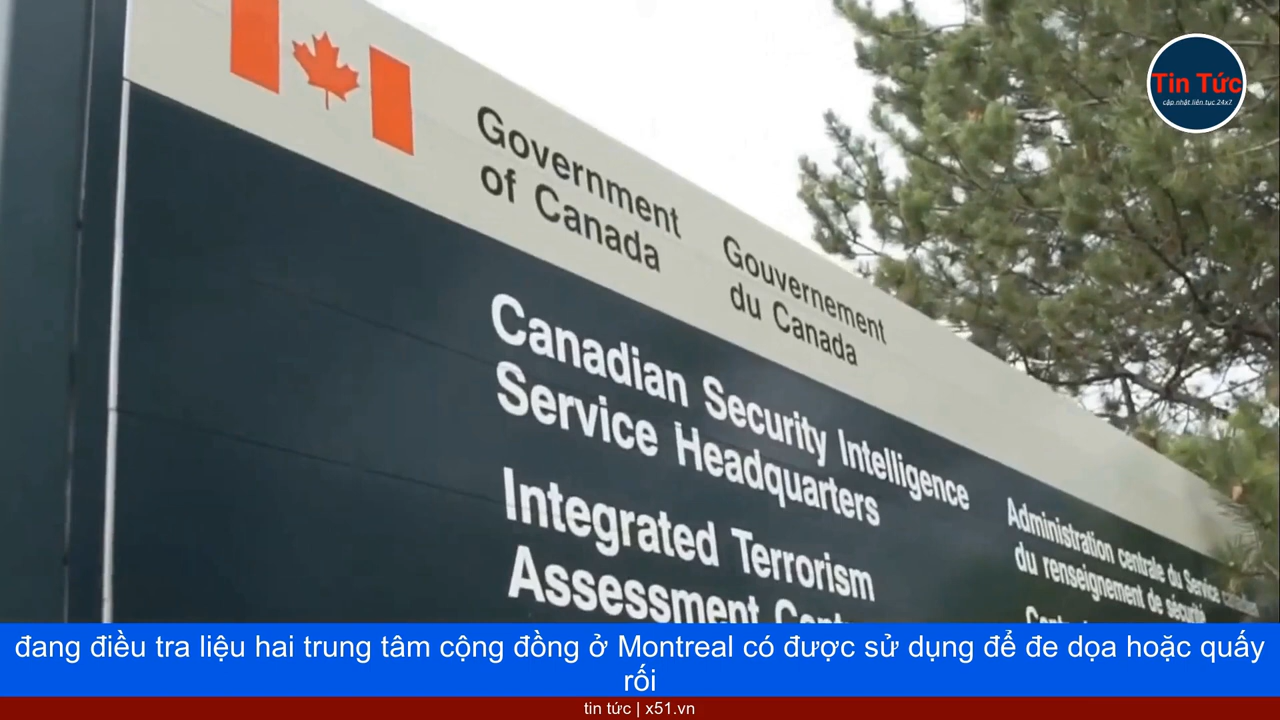 Tin Tức
cập nhật liên tục 24x7
Government
of Canada
Gouvernement
du Canada
Canadian Security Intelligence
Service Headquarters
Integrated Terrorism
Assessment
Administration centrale du Service
du renseignement de sécurité
đang điều tra liệu hai trung tâm cộng đồng ở Montreal có được sử dụng để đe dọa hoặc quấy
rối
tin tức | x51.vn